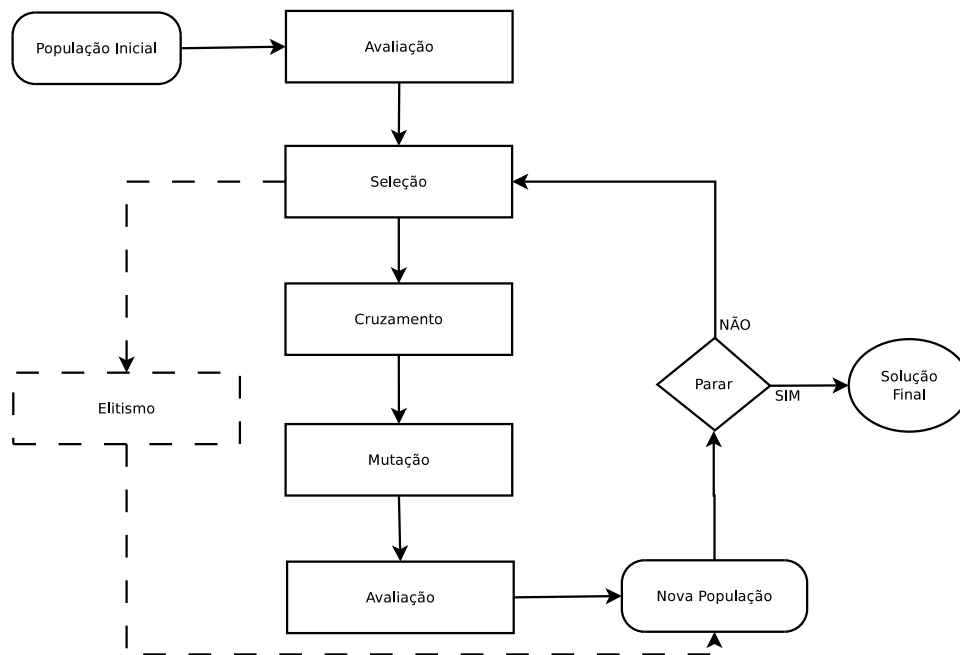 População Inicial
Avaliação
Seleção
Cruzamento
NÃO
Parar
SIM
Solução
Final
Elitismo
Mutação
Avaliação
Nova População